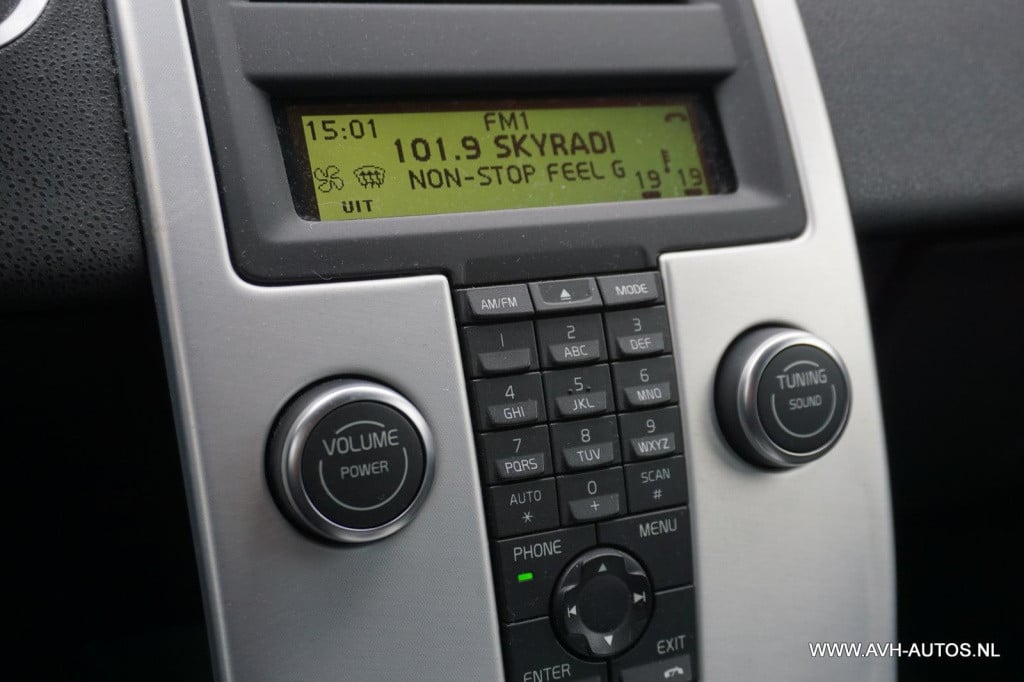 15:01
FM1
101.9 SKYRADI
NON-STOP FEEL G
19 19
UIT
AM/FM
MODE
1
2
ABC
3
DEF
4
GHI
5
JKL
6
MNO
7
PQRS
8
TUV
9
WXYZ
AUTO
*
0
+
SCAN
#
VOLUME
POWER
TUNING
SOUND
PHONE
MENU
ENTER
EXIT
WWW.AVH-AUTOS.NL